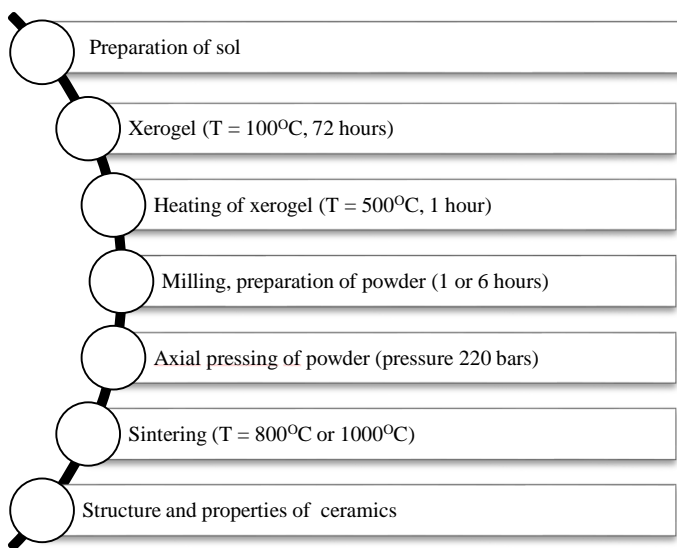 Preparation of sol
Xerogel (T = 100ᴼC, 72 hours)
Heating of xerogel (T = 500ᴼC, 1 hour)
Milling, preparation of powder (1 or 6 hours)
Axial pressing of powder (pressure 220 bars)
Sintering (T = 800ᴼC or 1000ᴼC)
Structure and properties of ceramics